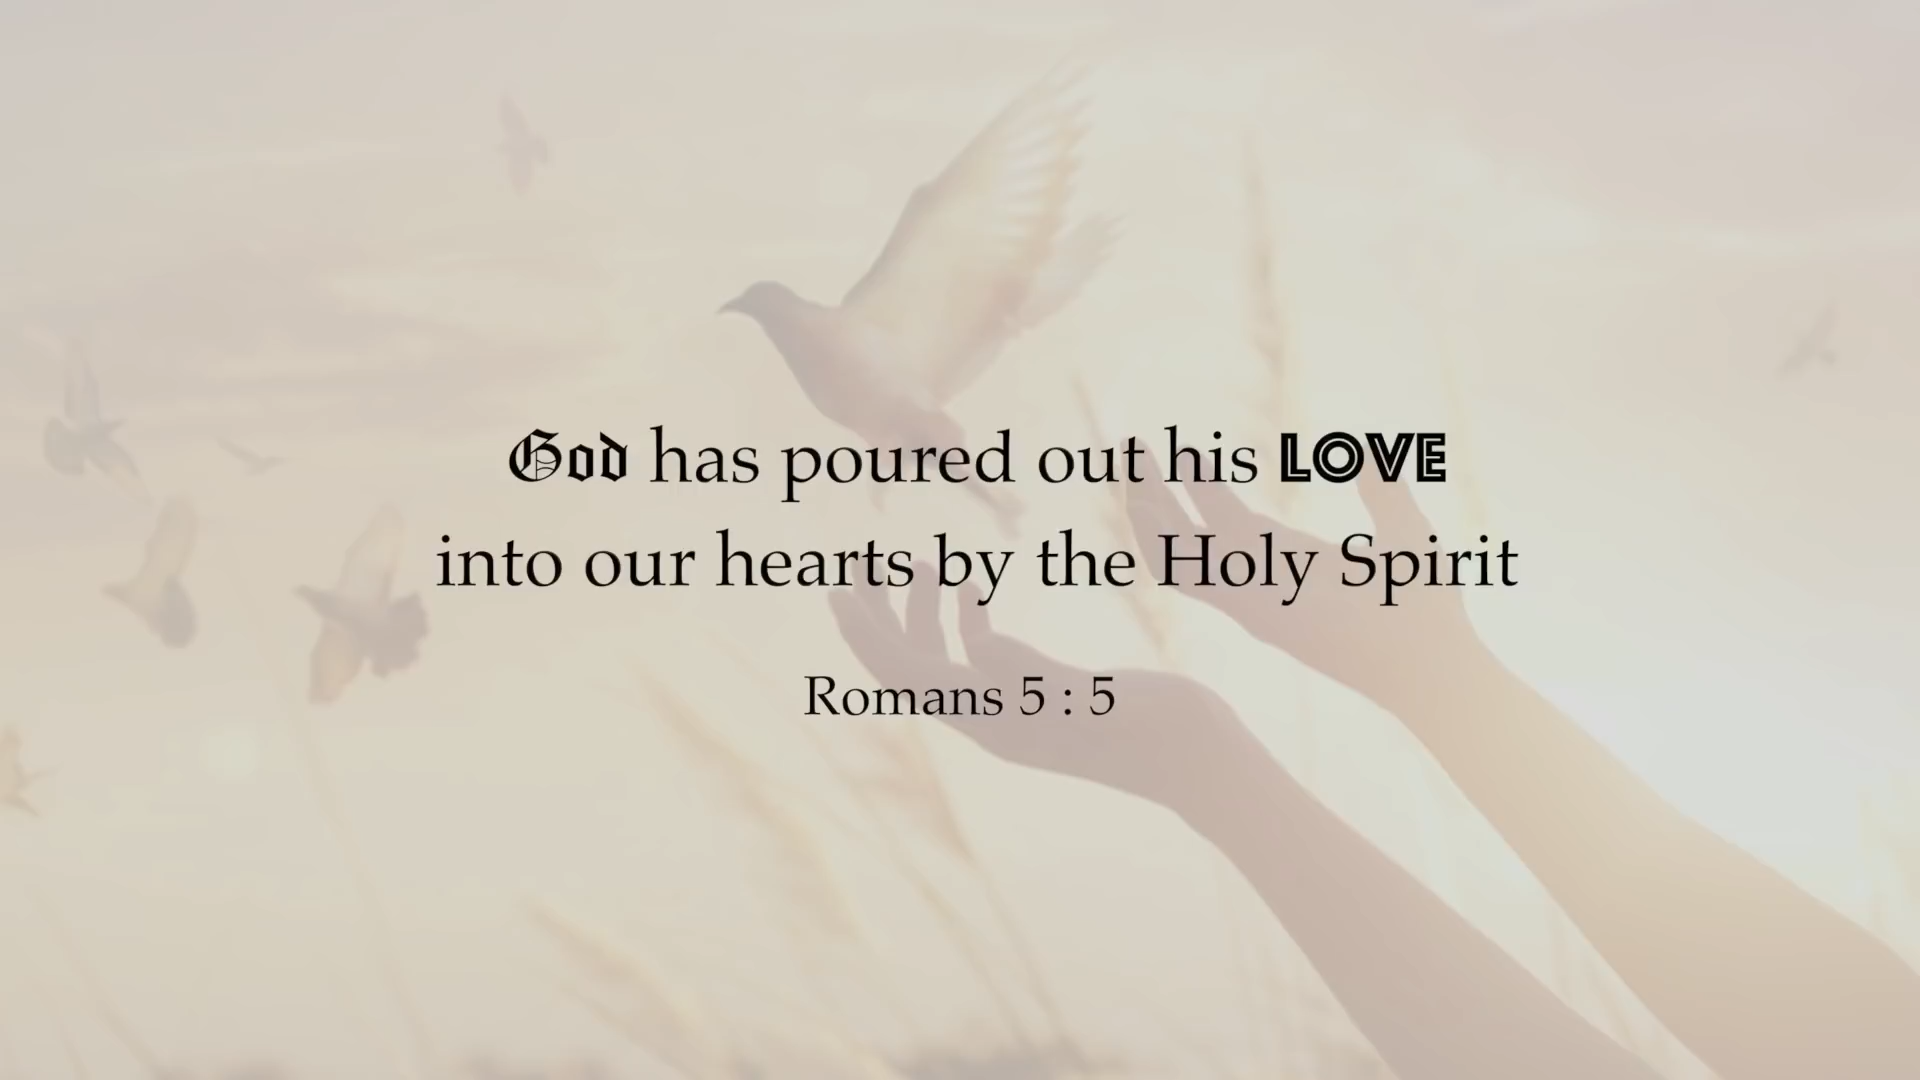 God has poured out his LOVE
into our hearts by the Holy Spirit
Romans 5 : 5